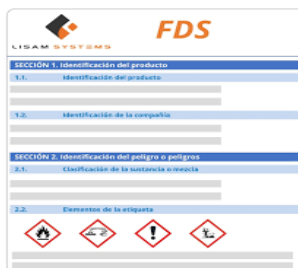 FDS
LISAM SYSTEMS
SECCIÓN 1. Identificación del producto
1.1. Identificación del producto
1.2. Identificación de la compañía
SECCIÓN 2. Identificación del peligro o peligros
2.1. Clasificación de la sustancia o mezcla
2.2. Elementos de la etiqueta